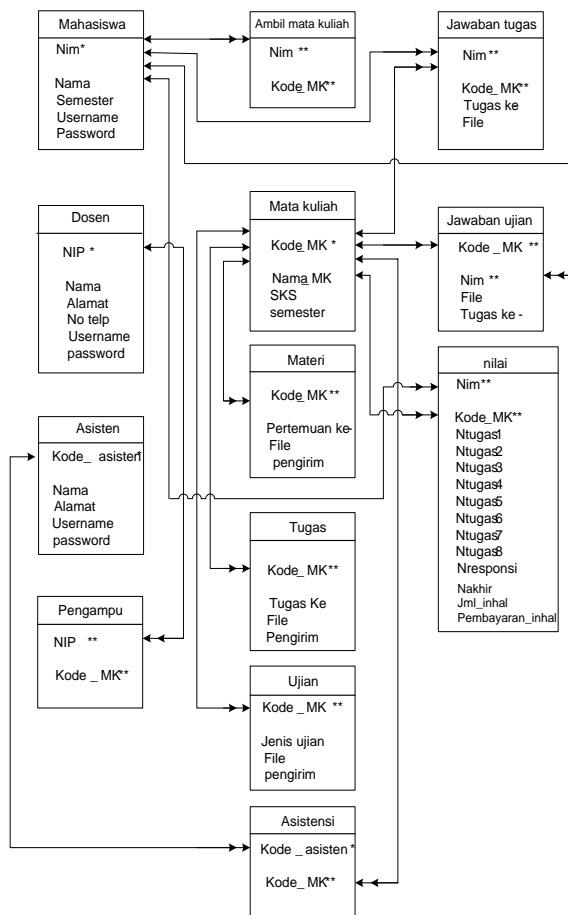 Mahasiswa
Nim*
Nama
Semester
Username
Password
Ambil mata kuliah
Nim **
Kode_MK**
Jawaban tugas
Nim **
Kode_MK**
Tugas ke-
File
Dosen
NIP *
Nama
Alamat
No telp
Username
password
Mata kuliah
Kode_MK *
Nama_MK
SKS
semester
Jawaban ujian
Kode _MK **
Nim **
File
Tugas ke -
Materi
Kode_MK**
Pertemuan ke-
File
pengirim
nilai
Nim**
Kode_MK**
Ntugas1
Ntugas2
Ntugas3
Ntugas4
Ntugas5
Ntugas6
Ntugas7
Ntugas8
Nresponsi
Nakhir
Jml_inhal
Pembayaran_inhal
Asisten
Kode_ asisten*
Nama
Alamat
Username
password
Tugas
Kode_MK**
Tugas Ke
File
Pengirim
Pengampu
NIP **
Kode _ MK**
Ujian
Kode _ MK **
Jenis ujian
File
pengirim
Asistensi
Kode _ asisten *
Kode_ MK**